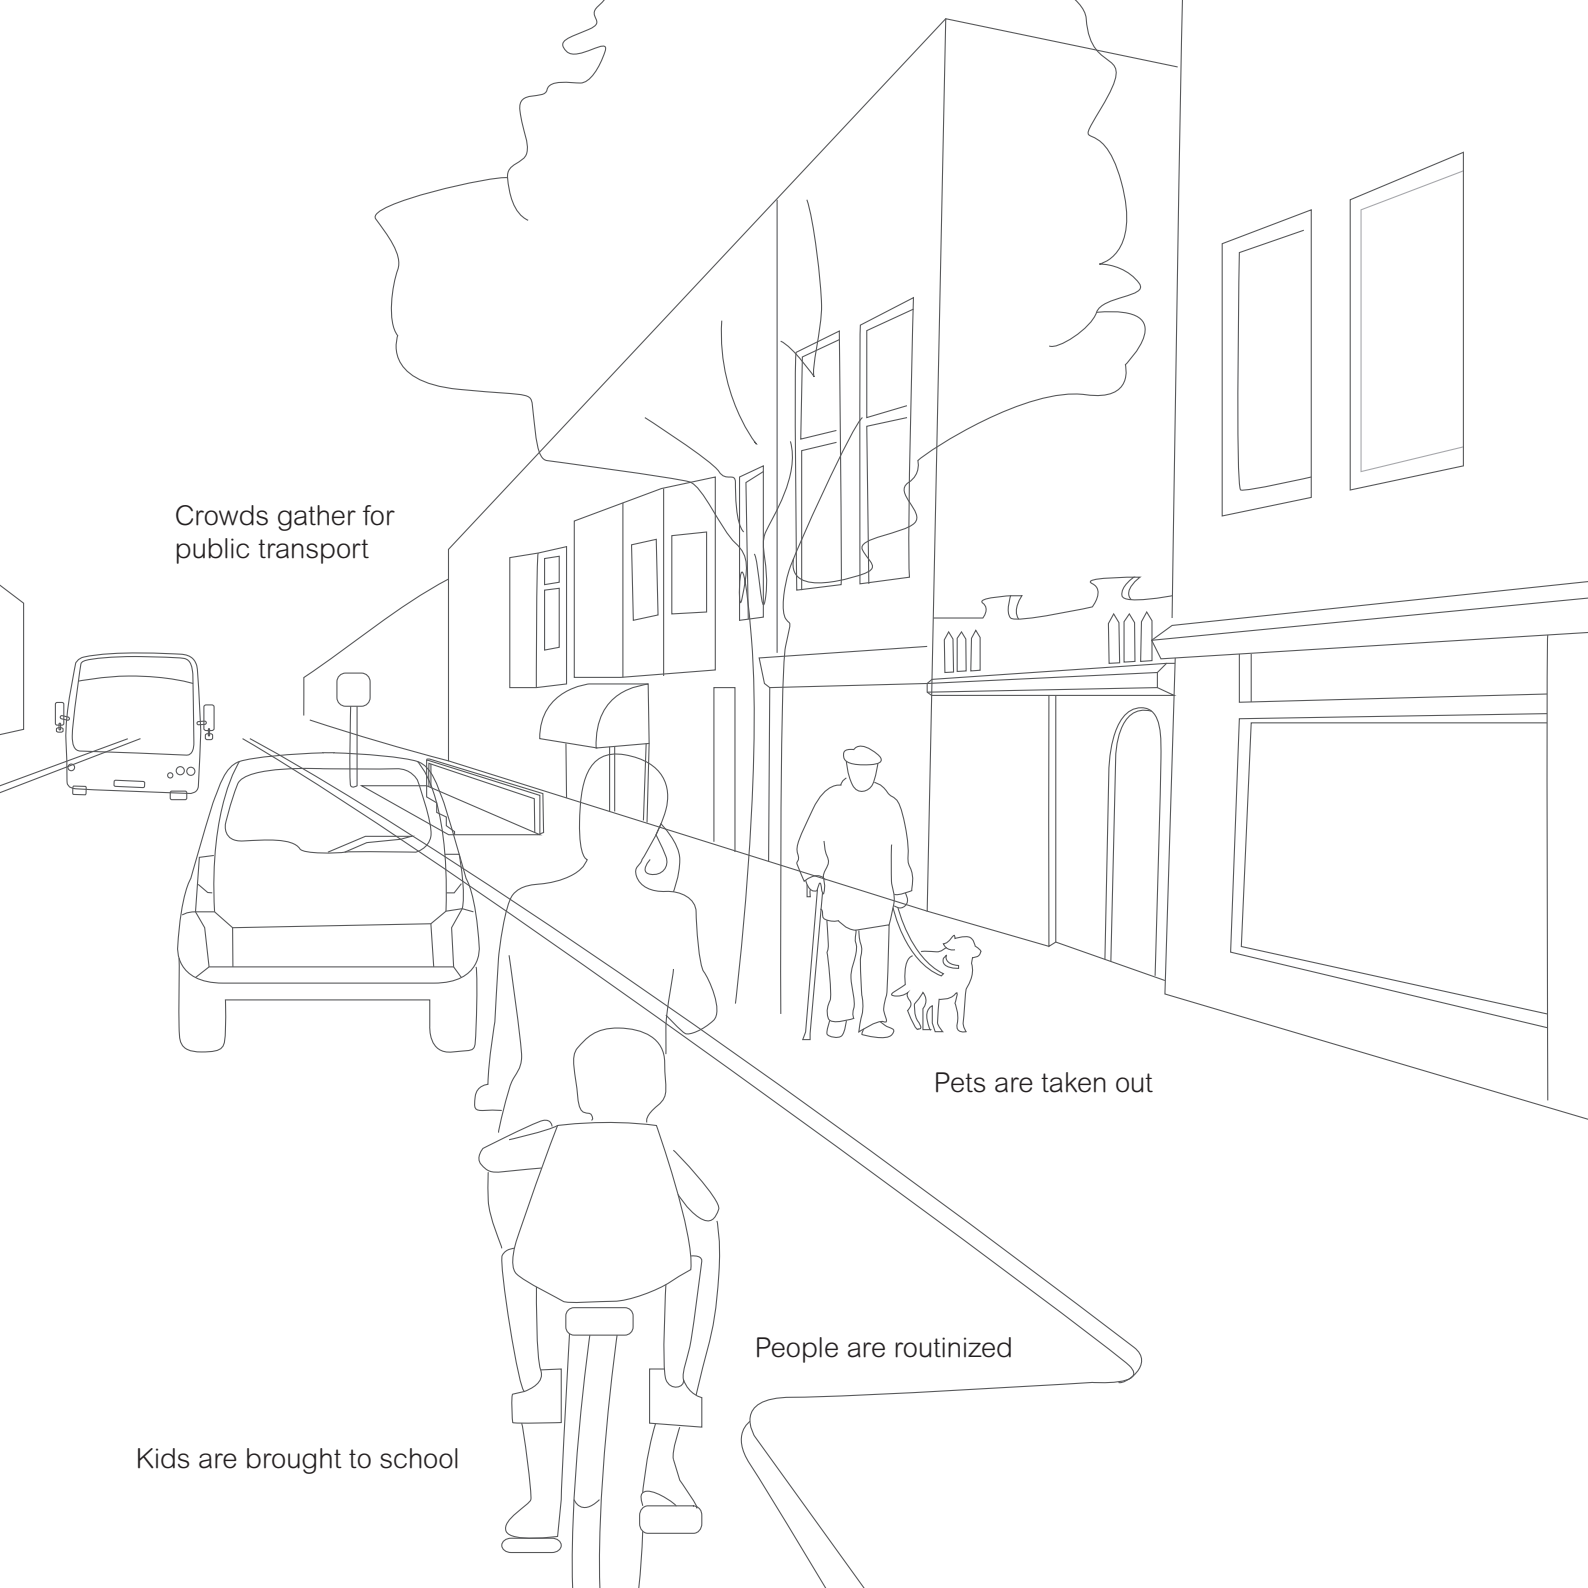 Crowds gather for
public transport
Pets are taken out
People are routinized
Kids are brought to school